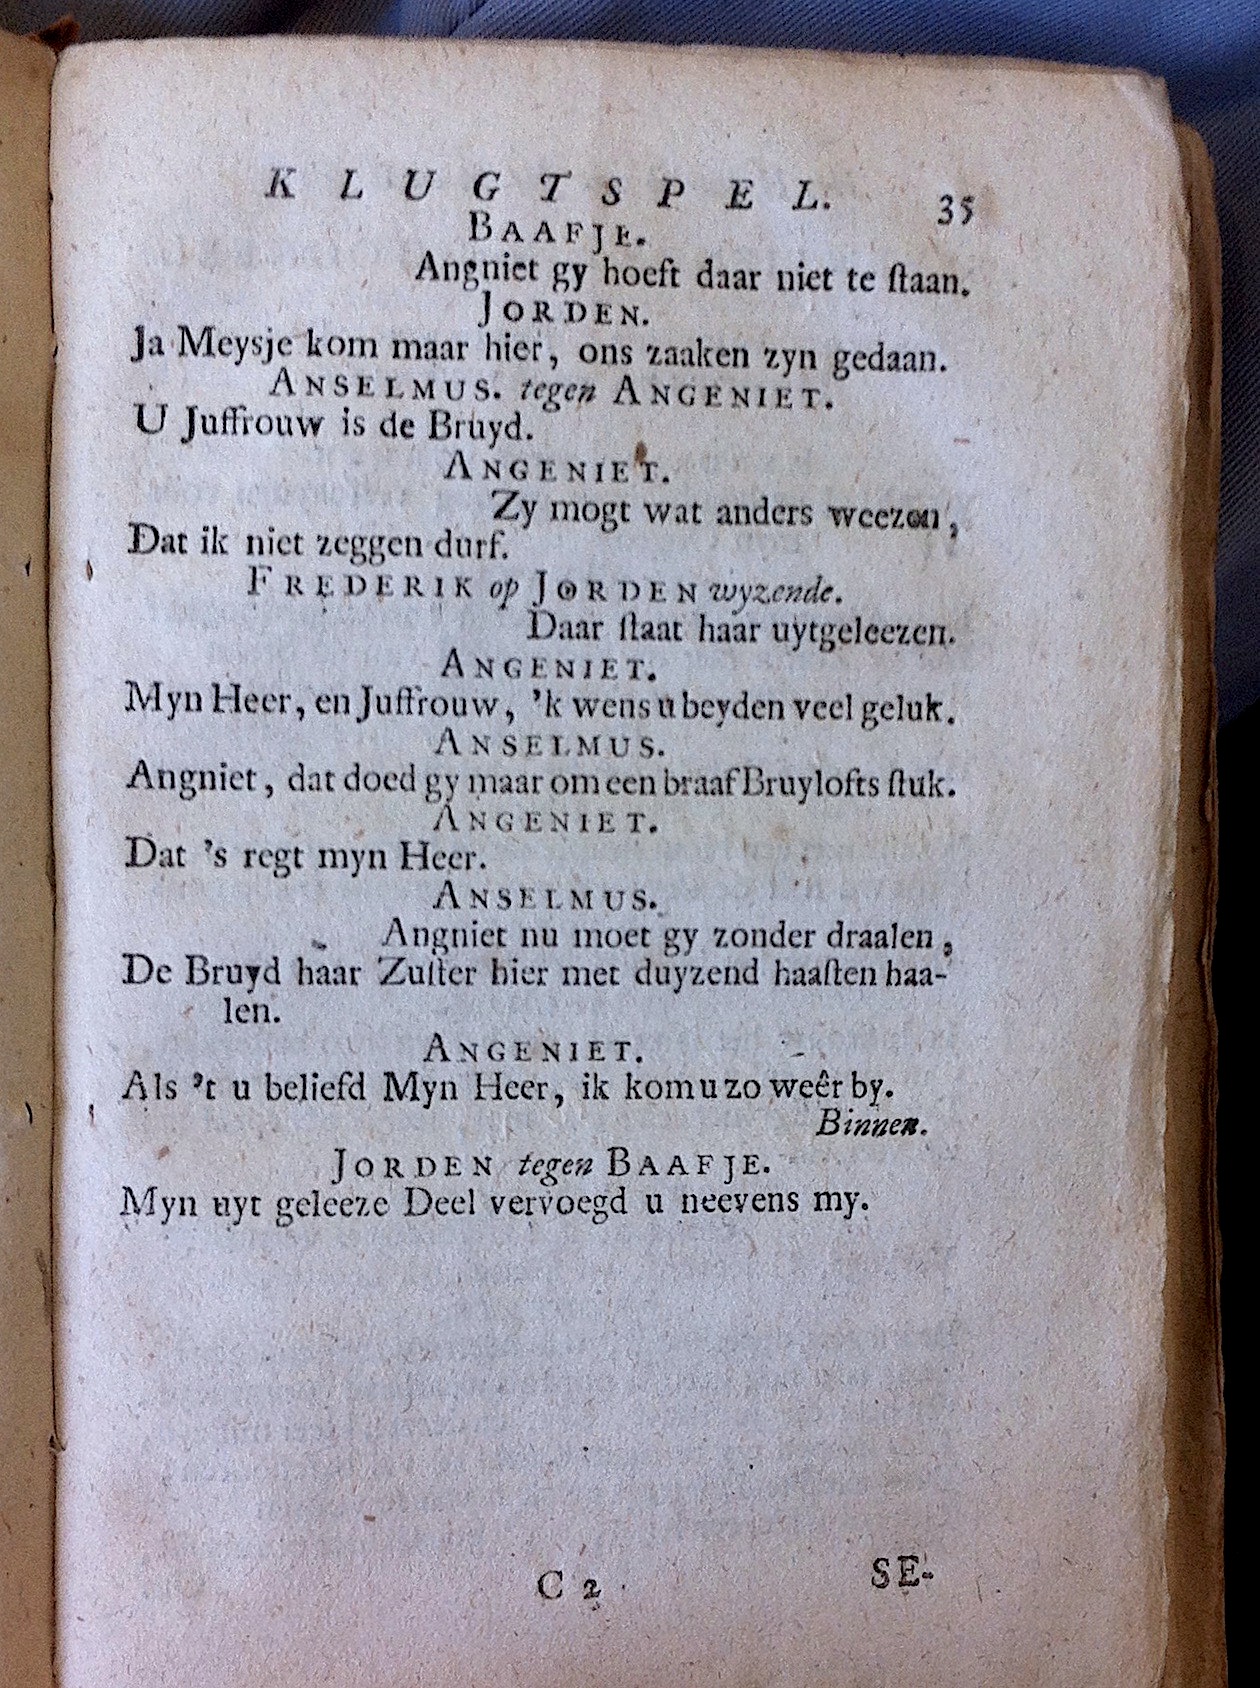 KLUGTSPEL. 35
BAAFJE.
Angniet gy hoeft daar niet te ſtaan.
JORDEN.
Ja Meysje kom maar hier, ons zaaken zyn gedaan.
ANSELMUS. tegen ANGENIET.
U Juffrouw is de Bruyd.
ANGENIET.
Zy mogt wat anders weezen,
Dat ik niet zeggen durf.
FREDERIK op JORDEN wyzende.
Daar ſtaat haar uytgeleezen.
ANGENIET.
Myn Heer, en Juffrouw, 'k wens u beyden veel geluk.
ANSELMUS.
Angniet, dat doed gy maar om een braaf Bruylofts ſtuk.
ANGENIET.
Dat 's regt myn Heer.
ANSELMUS.
Angniet nu moet gy zonder draalen,
De Bruyd haar Zuſter hier met duyzend haaſten haa-
len.
ANGENIET.
Als 't u beliefd Myn Heer, ik kom u zo weêr by.
Binnen.
JORDEN tegen BAAFJE.
Myn uyt geleeze Deel vervoegd u neevens my.
C 2 SE-